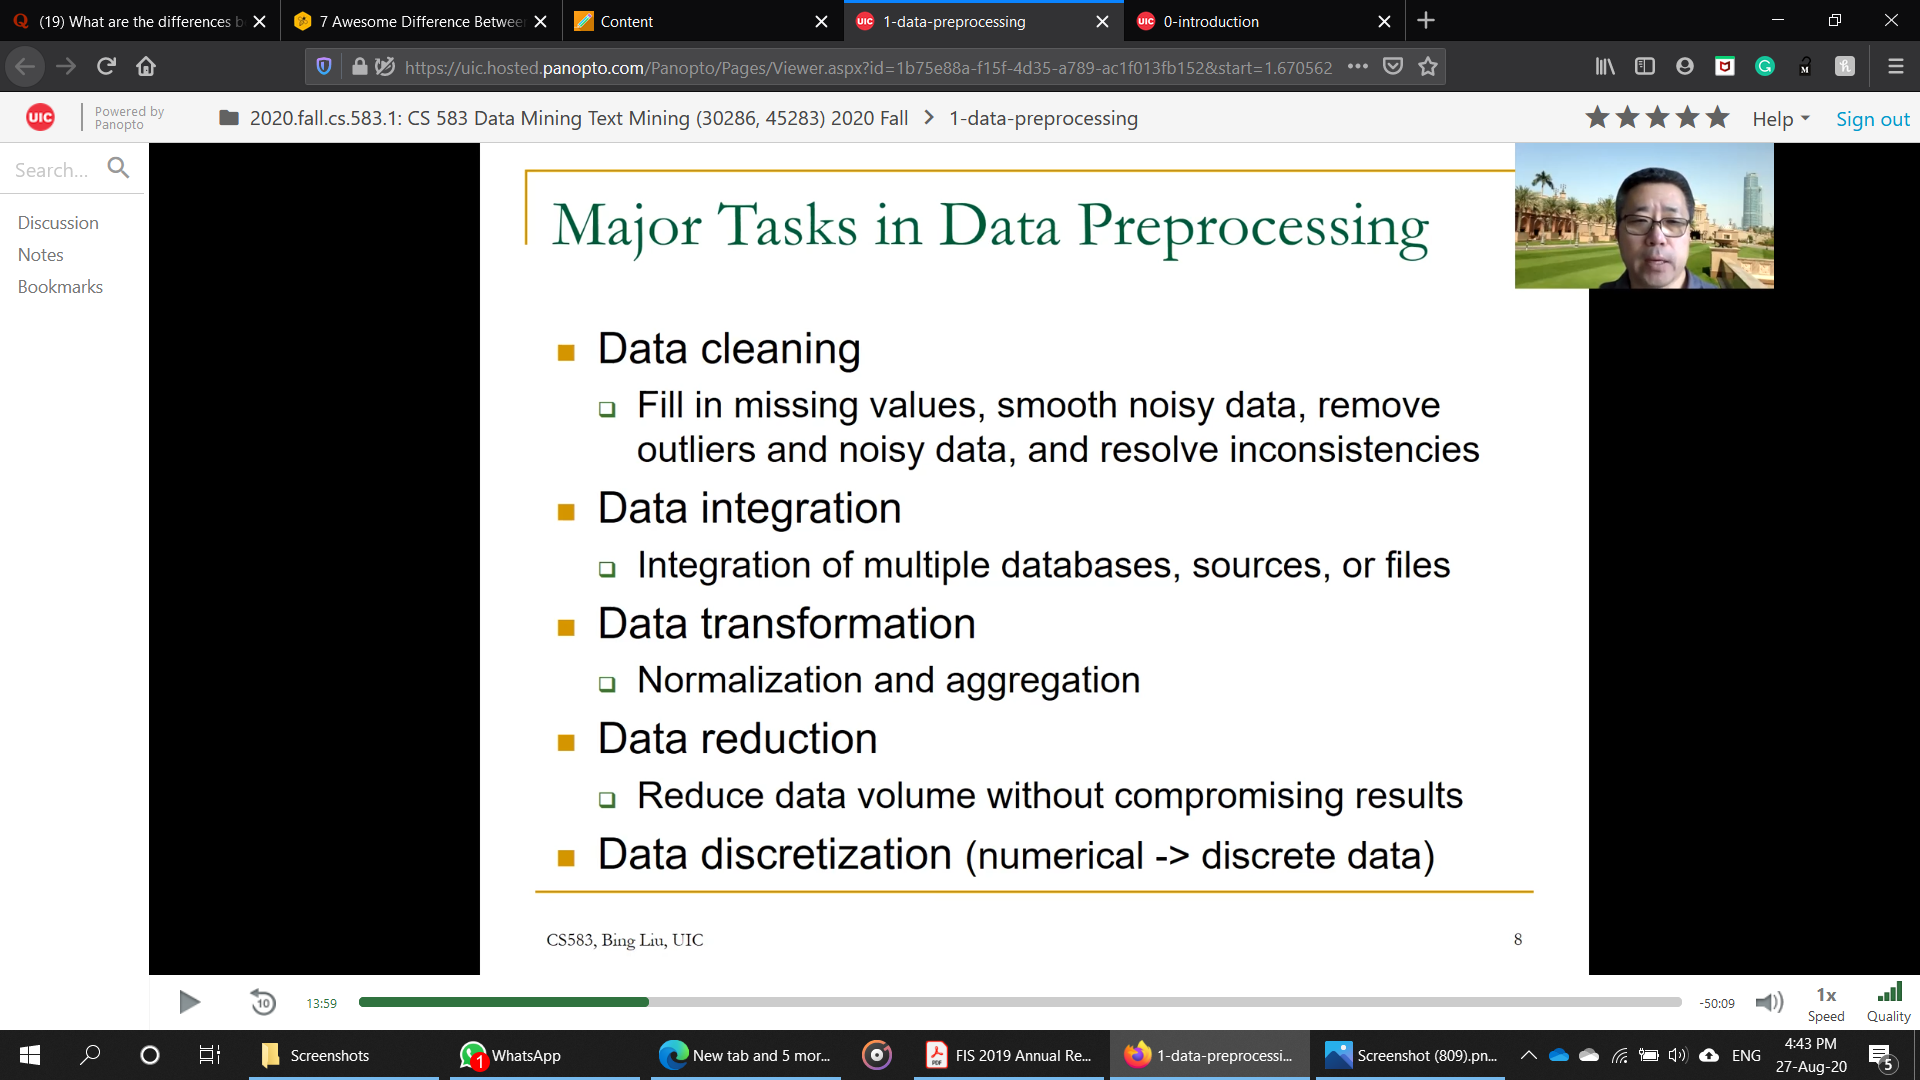 (19) What are the differences b
7 Awesome Difference Betwee
Content
UIC
1-data-preprocessing
UIC
0-introduction
https://uic.hosted.panopto.com/Panopto/Pages/Viewer.aspx?id=1b75e88a-f15f-4d35-a789-ac1f013fb152&start=1.670562
UIC
Powered by
Panopto
2020.fall.cs.583.1: CS 583 Data Mining Text Mining (30286, 45283) 2020 Fall > 1-data-preprocessing
Help
Sign out
Search...
Discussion
Notes
Bookmarks
Major Tasks in Data Preprocessing
Data cleaning
Fill in missing values, smooth noisy data, remove
outliers and noisy data, and resolve inconsistencies
Data integration
Integration of multiple databases, sources, or files
Data transformation
Normalization and aggregation
Data reduction
Reduce data volume without compromising results
Data discretization (numerical -> discrete data)
CS583, Bing Liu, UIC
8
10
13:59
-50:09
1x
Speed
Quality
Screenshots
1
WhatsApp
New tab and 5 mor...
PDF
FIS 2019 Annual Re...
1-data-preprocessi...
Screenshot (809).pn...
ENG
4:43 PM
27-Aug-20
5